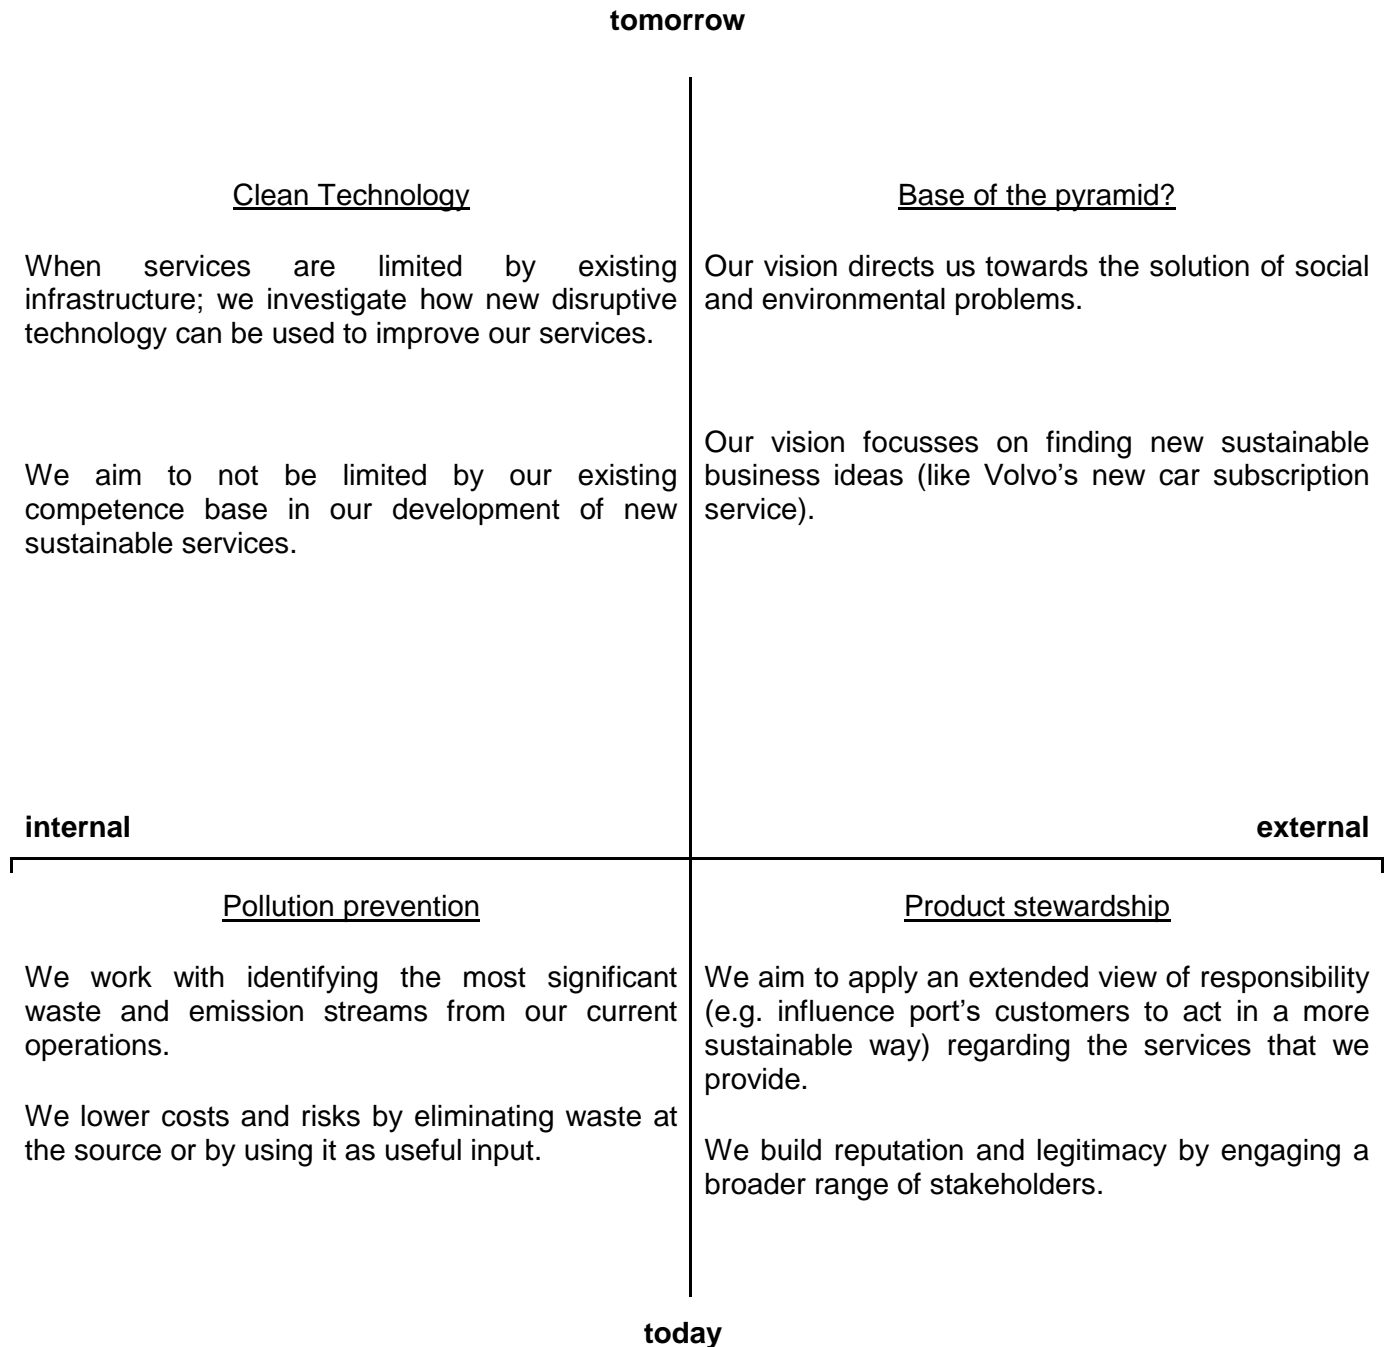 tomorrow
Clean Technology
When services are limited by existing
infrastructure; we investigate how new disruptive
technology can be used to improve our services.
We aim to not be limited by our existing
competence base in our development of new
sustainable services.
Base of the pyramid?
Our vision directs us towards the solution of social
and environmental problems.
Our vision focusses on finding new sustainable
business ideas (like Volvo’s new car subscription
service).
internal
external
Pollution prevention
We work with identifying the most significant
waste and emission streams from our current
operations.
We lower costs and risks by eliminating waste at
the source or by using it as useful input.
Product stewardship
We aim to apply an extended view of responsibility
(e.g. influence port’s customers to act in a more
sustainable way) regarding the services that we
provide.
We build reputation and legitimacy by engaging a
broader range of stakeholders.
today